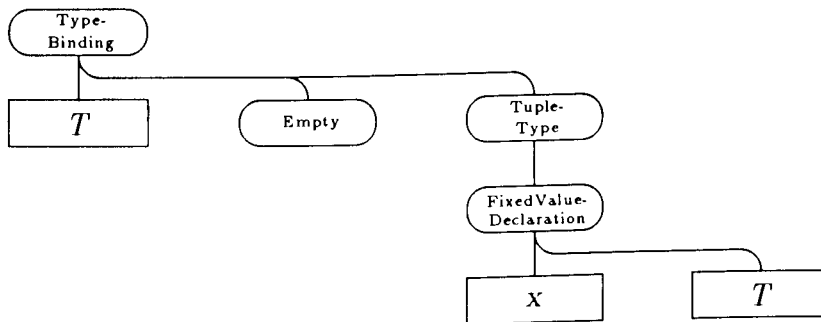 Type-
Binding
T
Empty
Tuple-
Type
FixedValue-
Declaration
x
T